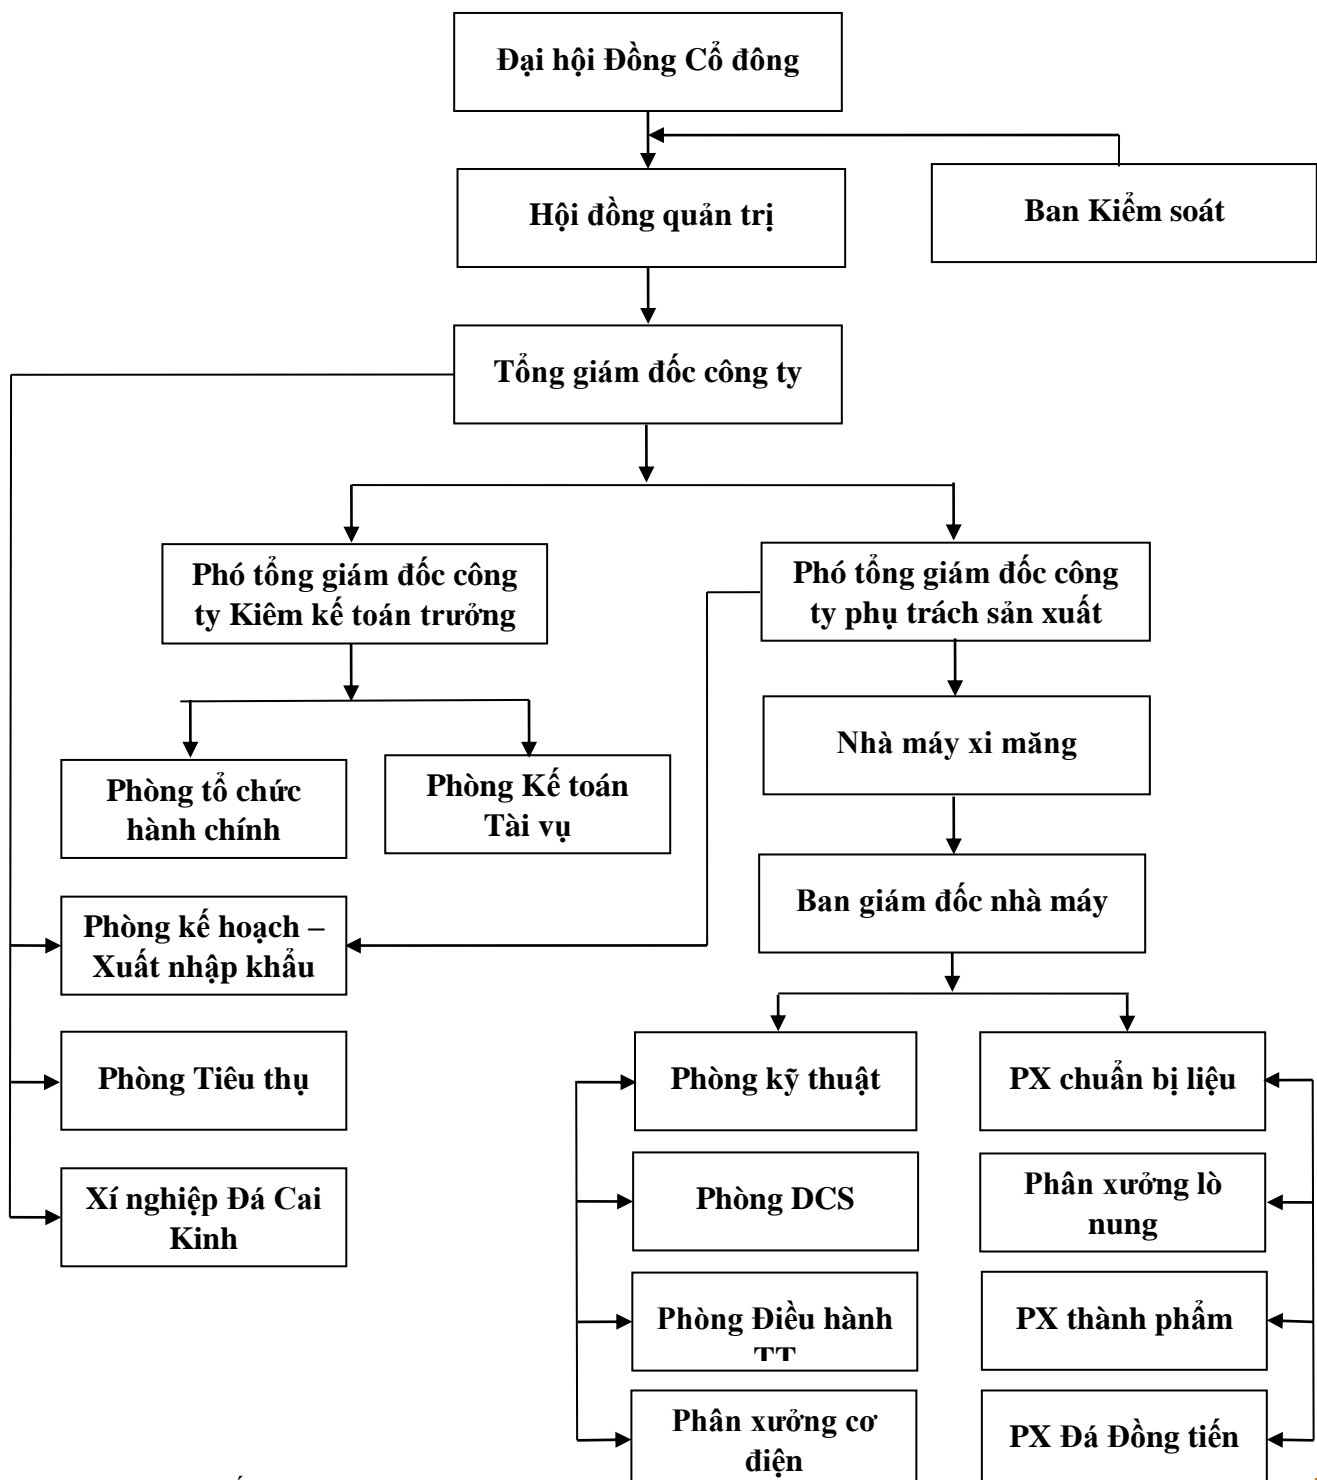 Đại hội Đồng Cổ đông
Hội đồng quản trị
Ban Kiểm soát
Tổng giám đốc công ty
Phó tổng giám đốc công
ty Kiêm kế toán trưởng
Phó tổng giám đốc công
ty phụ trách sản xuất
Nhà máy xi măng
Phòng tổ chức
hành chính
Phòng Kế toán
Tài vụ
Ban giám đốc nhà máy
Phòng kế hoạch –
Xuất nhập khẩu
Phòng Tiêu thụ
Phòng kỹ thuật
PX chuẩn bị liệu
Xí nghiệp Đá Cai
Kinh
Phòng DCS
Phân xưởng lò
nung
Phòng Điều hành
TT
PX thành phẩm
Phân xưởng cơ
điện
PX Đá Đồng tiến